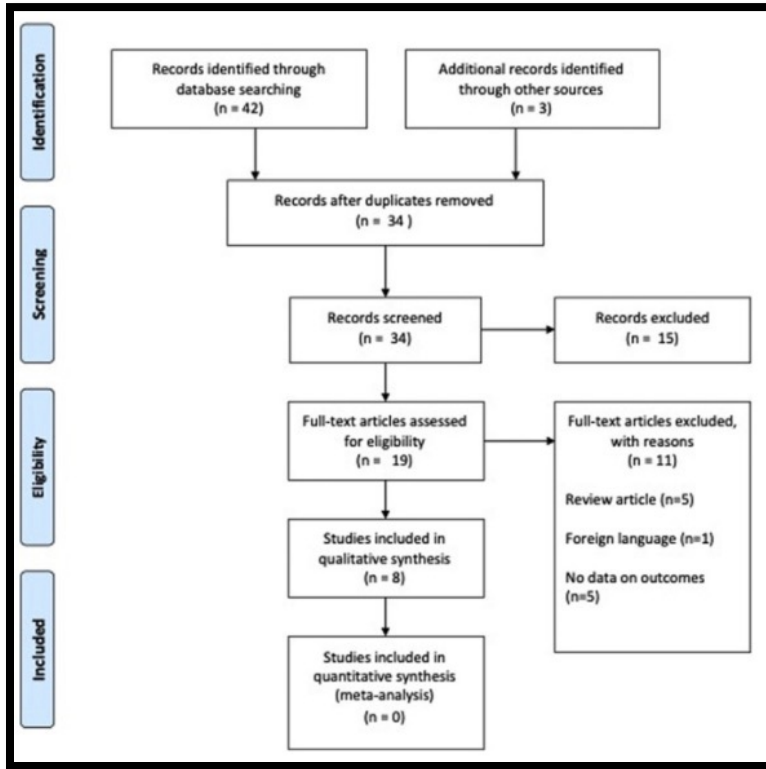 Identification
Records identified through
database searching
(n = 42)
Additional records identified
through other sources
(n = 3)
Records after duplicates removed
(n = 34 )
Screening
Records screened
(n = 34)
Records excluded
(n = 15)
Eligibility
Full-text articles assessed
for eligibility
(n = 19)
Full-text articles excluded,
with reasons
(n = 11)
Review article (n=5)
Foreign language (n=1)
No data on outcomes
(n=5)
Studies included in
qualitative synthesis
(n = 8)
Included
Studies included in
quantitative synthesis
(meta-analysis)
(n = 0)